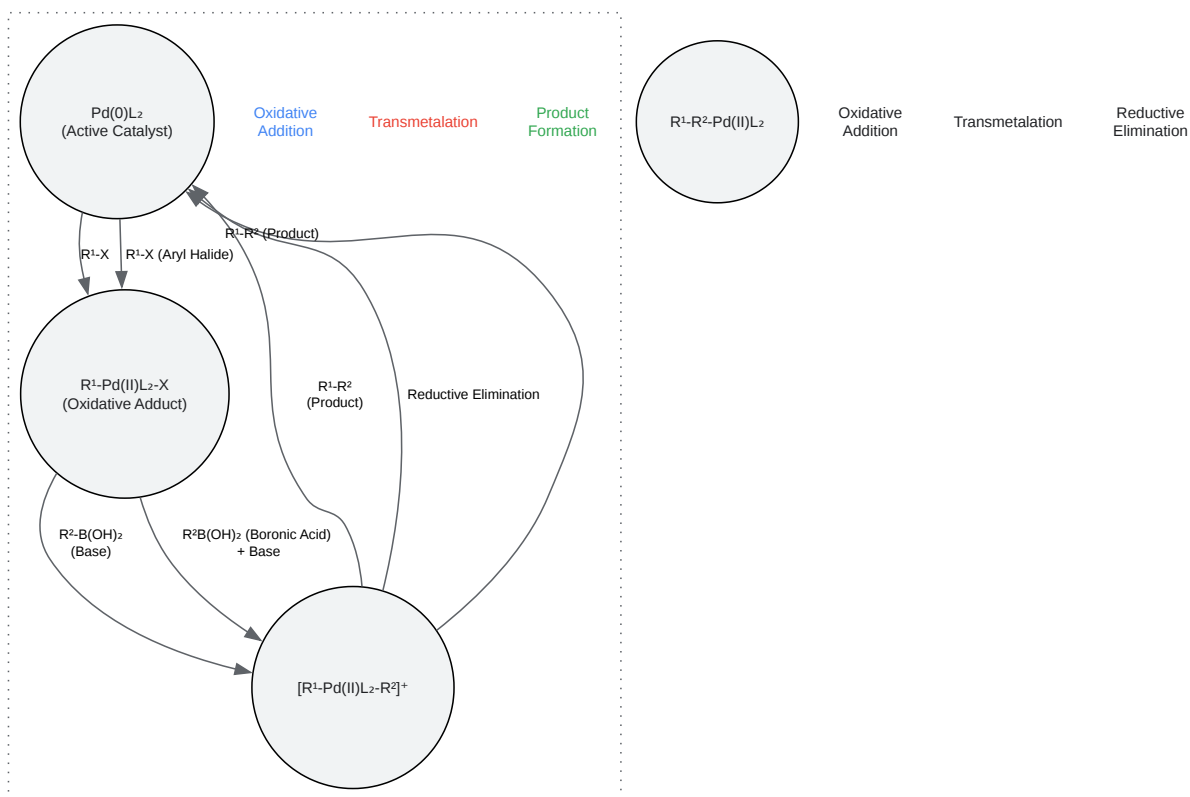 Pd(0)L₂
(Active Catalyst)
Oxidative
Addition
Transmetalation
Product
Formation
R¹-R²-Pd(II)L₂
Oxidative
Addition
Transmetalation
Reductive
Elimination
R¹-R² (Product)
R¹-X
R¹-X (Aryl Halide)
R¹-Pd(II)L₂-X
(Oxidative Adduct)
R¹-R²
(Product)
Reductive Elimination
R²-B(OH)₂
(Base)
R²B(OH)₂ (Boronic Acid)
+ Base
[R¹-Pd(II)L₂-R²]⁺